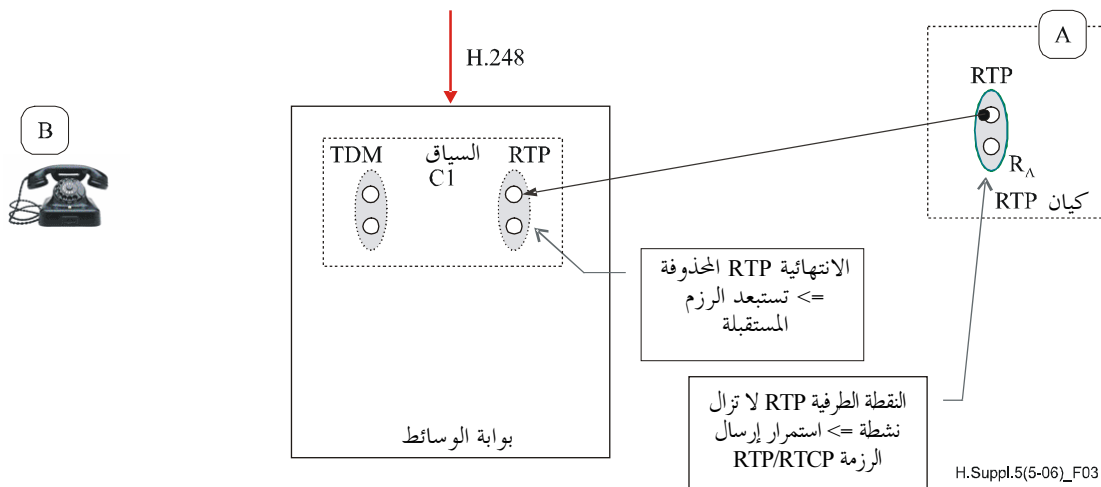 A
H.248
RTP
B
TDM
السياق
C1
RTP
R_A
كيان RTP
الانتهائية RTP المحذوفة
=> تستبعد الرزم
المستقبلة
النقطة الطرفية RTP لا تزال
نشطة => استمرار إرسال
الرزمة RTP/RTCP
بوابة الوسائط
H.Suppl.5(5-06)_F03